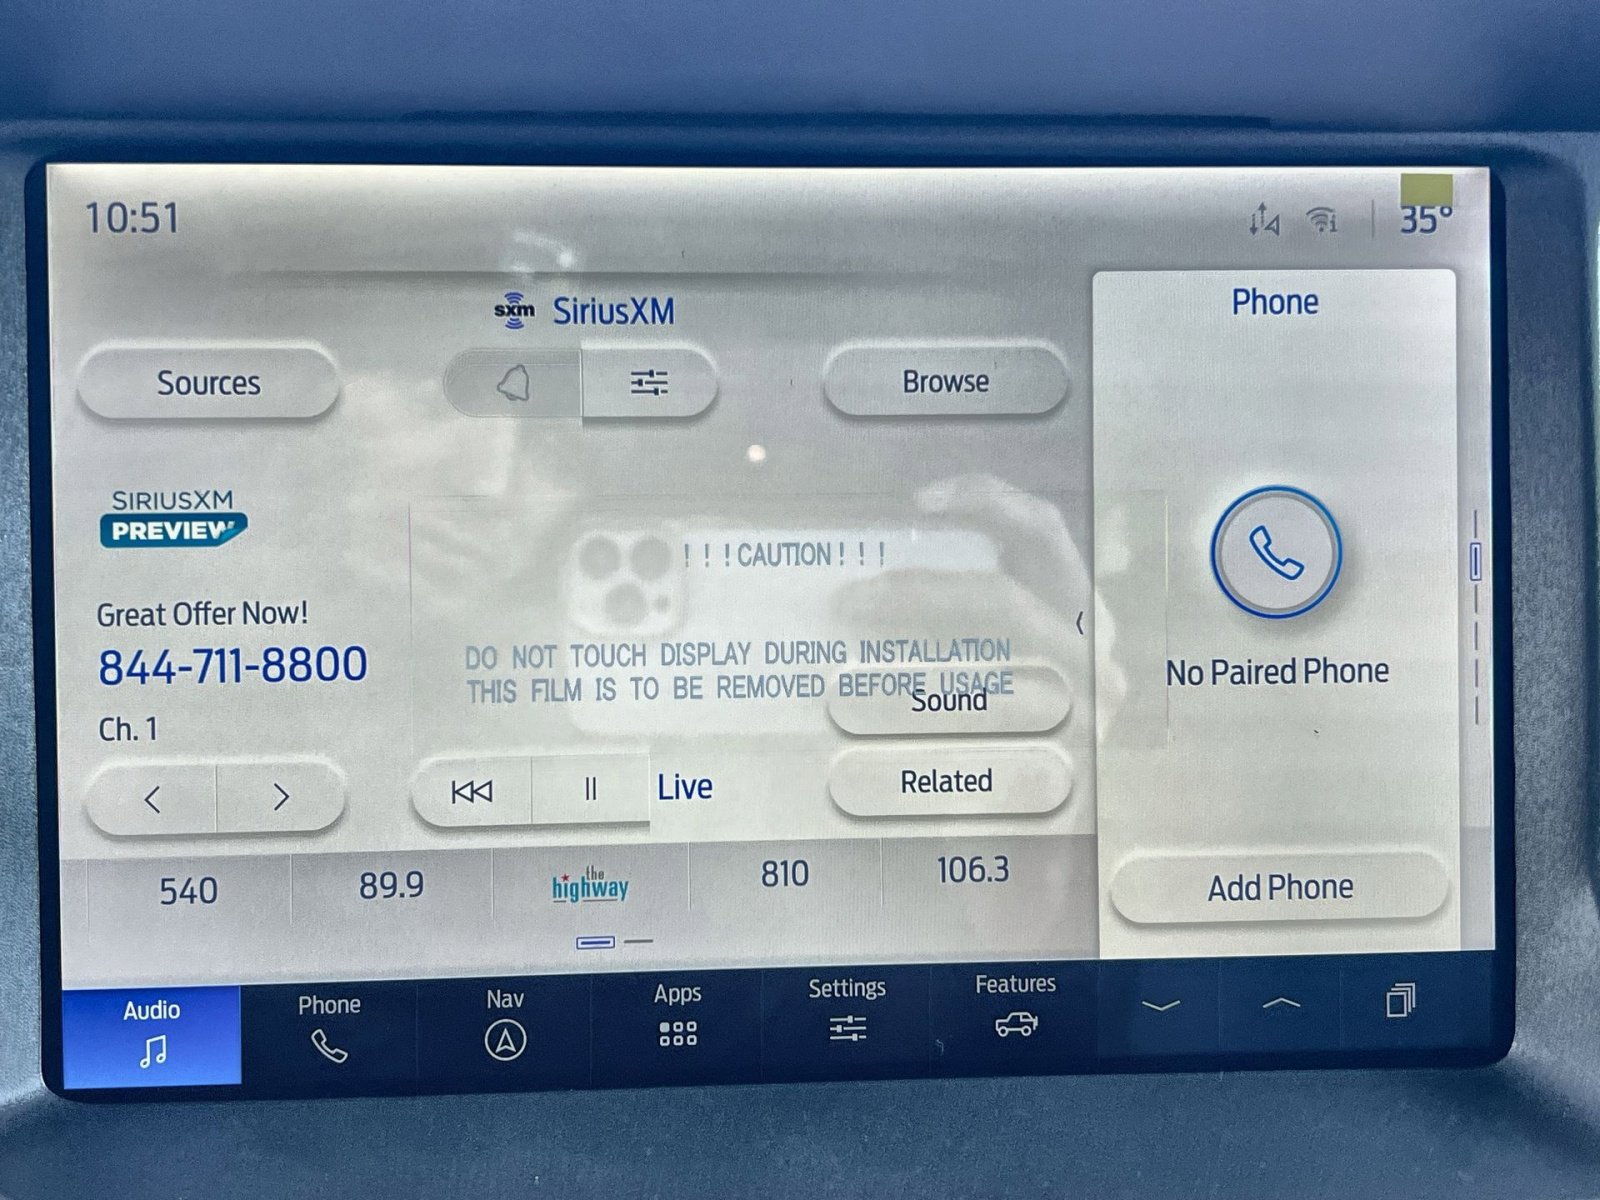 10:51
35°
sxm SiriusXM
Phone
Sources
Browse
SIRIUSXM
PREVIEW
! ! ! CAUTION ! ! !
Great Offer Now!
844-711-8800
DO NOT TOUCH DISPLAY DURING INSTALLATION
THIS FILM IS TO BE REMOVED BEFORE USAGE
No Paired Phone
Sound
Ch. 1
Live
Related
540
89.9
the
highway
810
106.3
Add Phone
Audio
Phone
Nav
Apps
Settings
Features